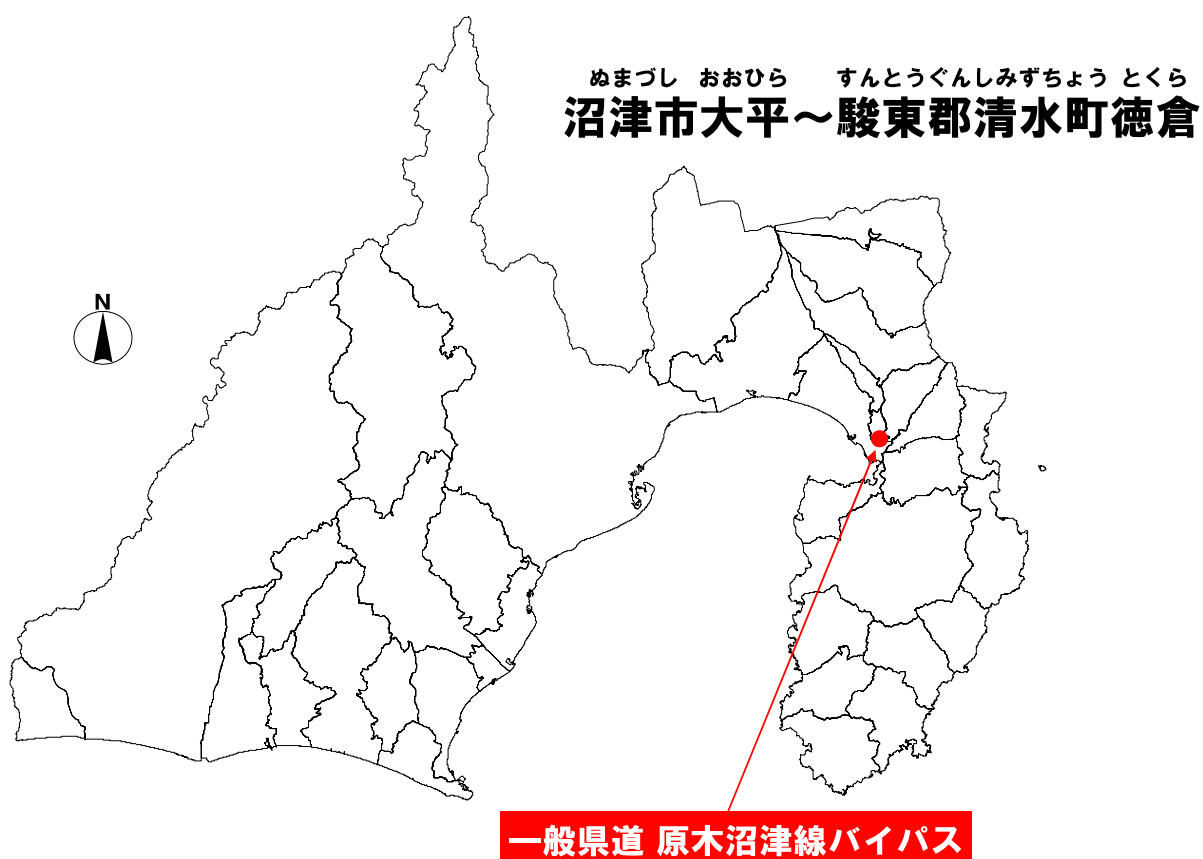 ぬまづし おおひら すんとうぐんしみずちょう とくら
沼津市大平～駿東郡清水町徳倉
N
一般県道 原木沼津線バイパス